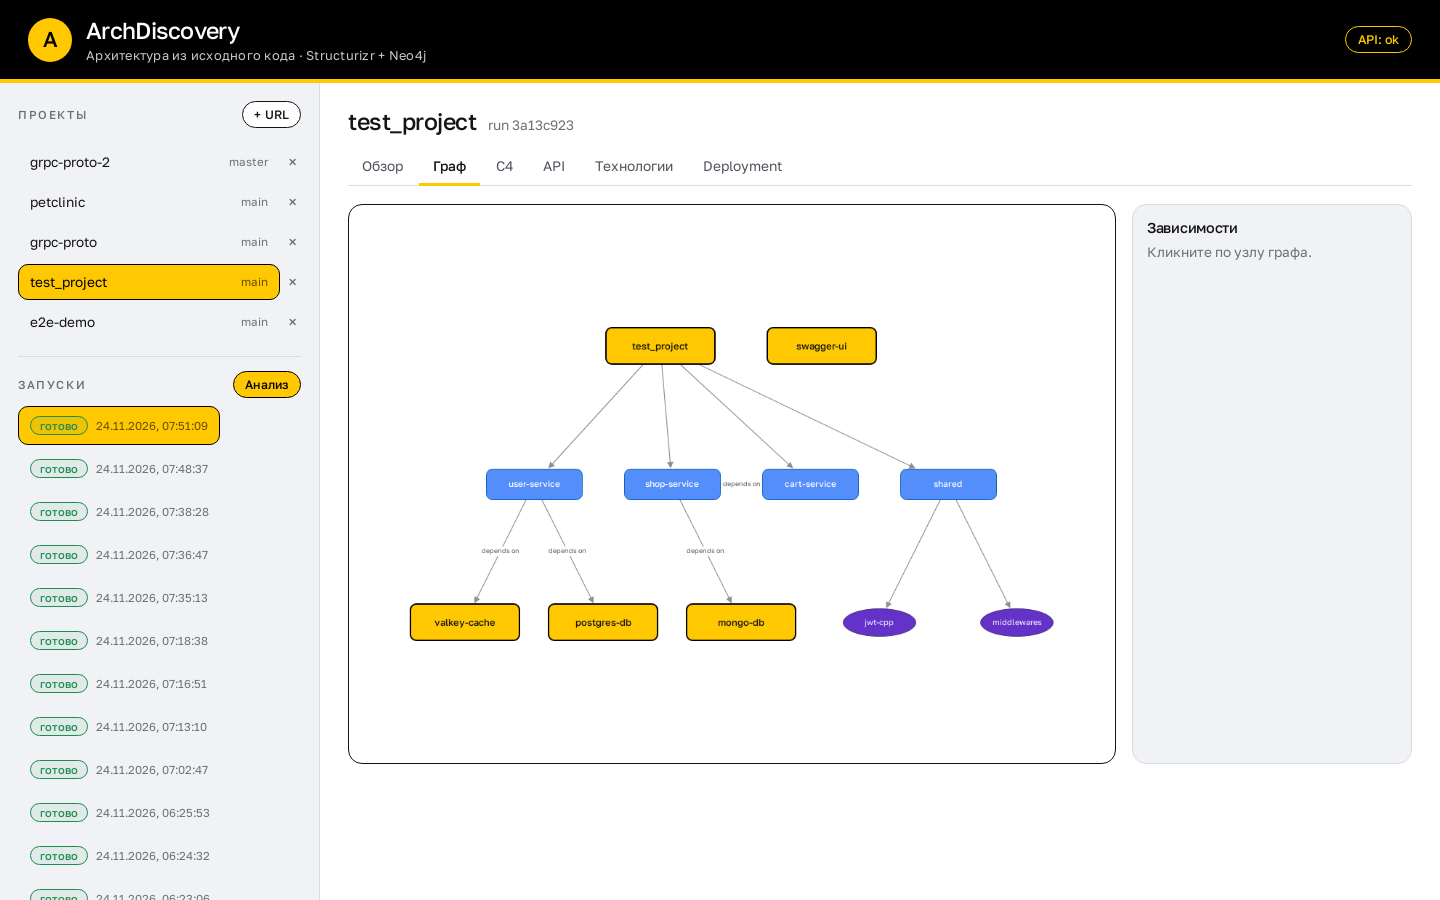 A
ArchDiscovery
Архитектура из исходного кода · Structurizr + Neo4j
API: ok
ПРОЕКТЫ
+ URL
grpc-proto-2 master ×
petclinic main ×
grpc-proto main ×
test_project main ×
e2e-demo main ×
ЗАПУСКИ
Анализ
готово 24.11.2026, 07:51:09
готово 24.11.2026, 07:48:37
готово 24.11.2026, 07:38:28
готово 24.11.2026, 07:36:47
готово 24.11.2026, 07:35:13
готово 24.11.2026, 07:18:38
готово 24.11.2026, 07:16:51
готово 24.11.2026, 07:13:10
готово 24.11.2026, 07:02:47
готово 24.11.2026, 06:25:53
готово 24.11.2026, 06:24:32
готово 24.11.2026, 06:23:06
test_project run 3a13c923
Обзор Граф C4 API Технологии Deployment
test_project swagger-ui
user-service shop-service depends on cart-service shared
depends on depends on depends on
valkey-cache postgres-db mongo-db jwt-cpp middlewares
Зависимости
Кликните по узлу графа.